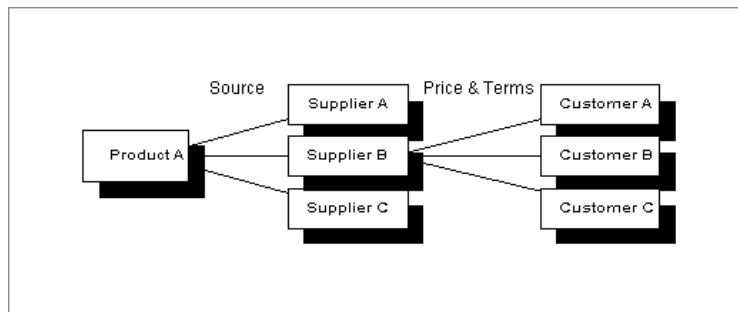 Source
Price & Terms
Supplier A
Customer A
Product A
Supplier B
Customer B
Supplier C
Customer C